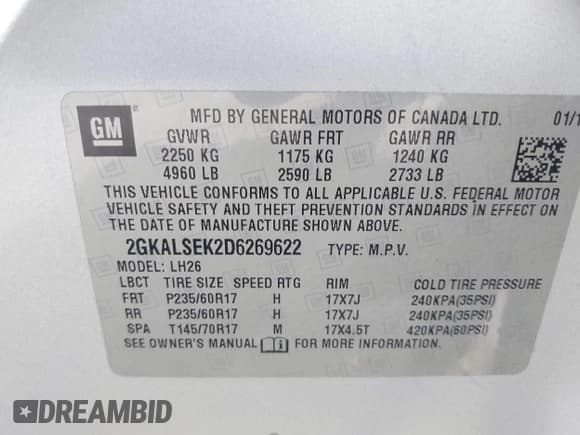 GM
MFD BY GENERAL MOTORS OF CANADA LTD. 01/1
GVWR GAWR FRT GAWR RR
2250 KG 1175 KG 1240 KG
4960 LB 2590 LB 2733 LB
THIS VEHICLE CONFORMS TO ALL APPLICABLE U.S. FEDERAL MOTOR
VEHICLE SAFETY AND THEFT PREVENTION STANDARDS IN EFFECT ON
THE DATE OF MANUFACTURE SHOWN ABOVE.
2GKALSEK2D6269622 TYPE: M.P.V.
MODEL: LH26
LBCT TIRE SIZE SPEED RTG RIM COLD TIRE PRESSURE
FRT P235/60R17 H 17X7J 240KPA(35PSI)
RR P235/60R17 H 17X7J 240KPA(35PSI)
SPA T145/70R17 M 17X4.5T 420KPA(60PSI)
SEE OWNER'S MANUAL FOR MORE INFORMATION.
DREAMBID